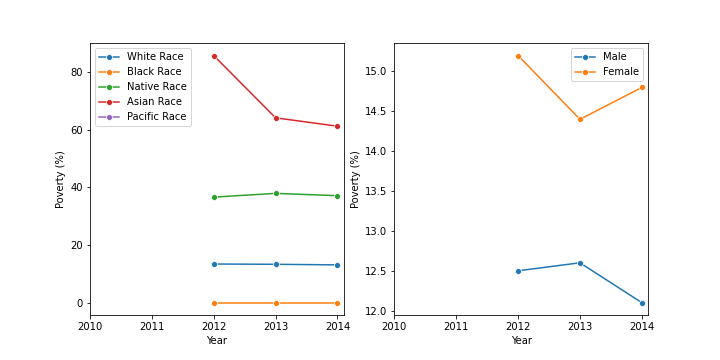 White Race
Black Race
Native Race
Asian Race
Pacific Race
80
60
40
20
0
Poverty (%)
2010 2011 2012 2013 2014
Year
Male
Female
15.0
14.5
14.0
13.5
13.0
12.5
12.0
Poverty (%)
2010 2011 2012 2013 2014
Year